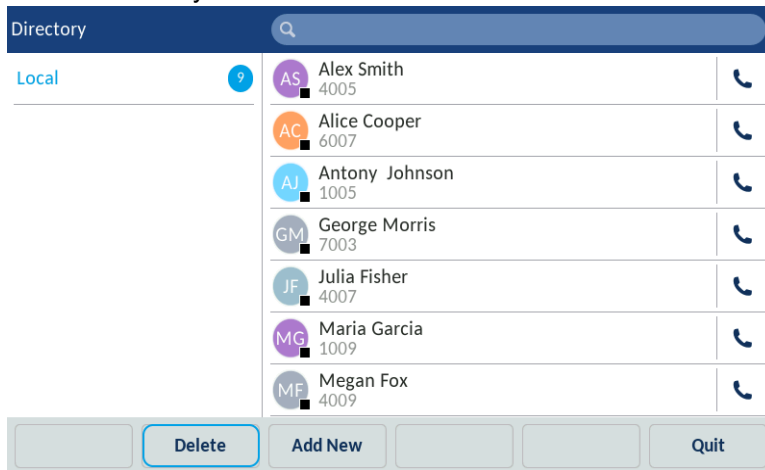 Directory
Local 9
AS Alex Smith
4005
AC Alice Cooper
6007
AJ Antony Johnson
1005
GM George Morris
7003
JF Julia Fisher
4007
MG Maria Garcia
1009
MF Megan Fox
4009
Delete Add New Quit